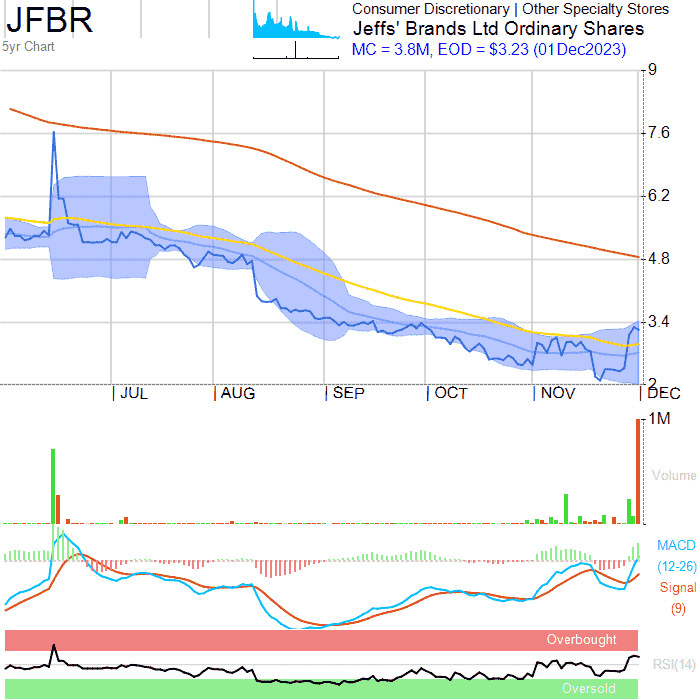 JFBR
5yr Chart
Consumer Discretionary | Other Specialty Stores
Jeffs' Brands Ltd Ordinary Shares
MC = 3.8M, EOD = $3.23 (01Dec2023)
9
7.6
6.2
4.8
3.4
2
JUL AUG SEP OCT NOV DEC
1M
Volume
MACD
(12-26)
Signal
(9)
Overbought
RSI(14)
Oversold